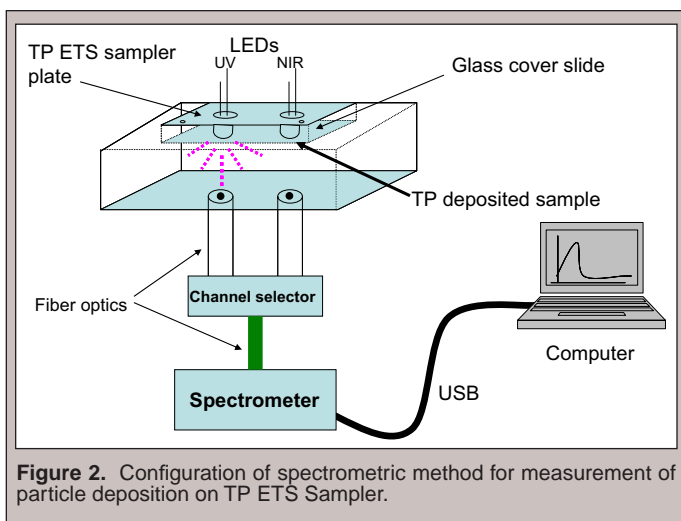 TP ETS sampler
plate
LEDs
UV
NIR
Glass cover slide
TP deposited sample
Fiber optics
Channel selector
Spectrometer
USB
Computer
Figure 2. Configuration of spectrometric method for measurement of
particle deposition on TP ETS Sampler.